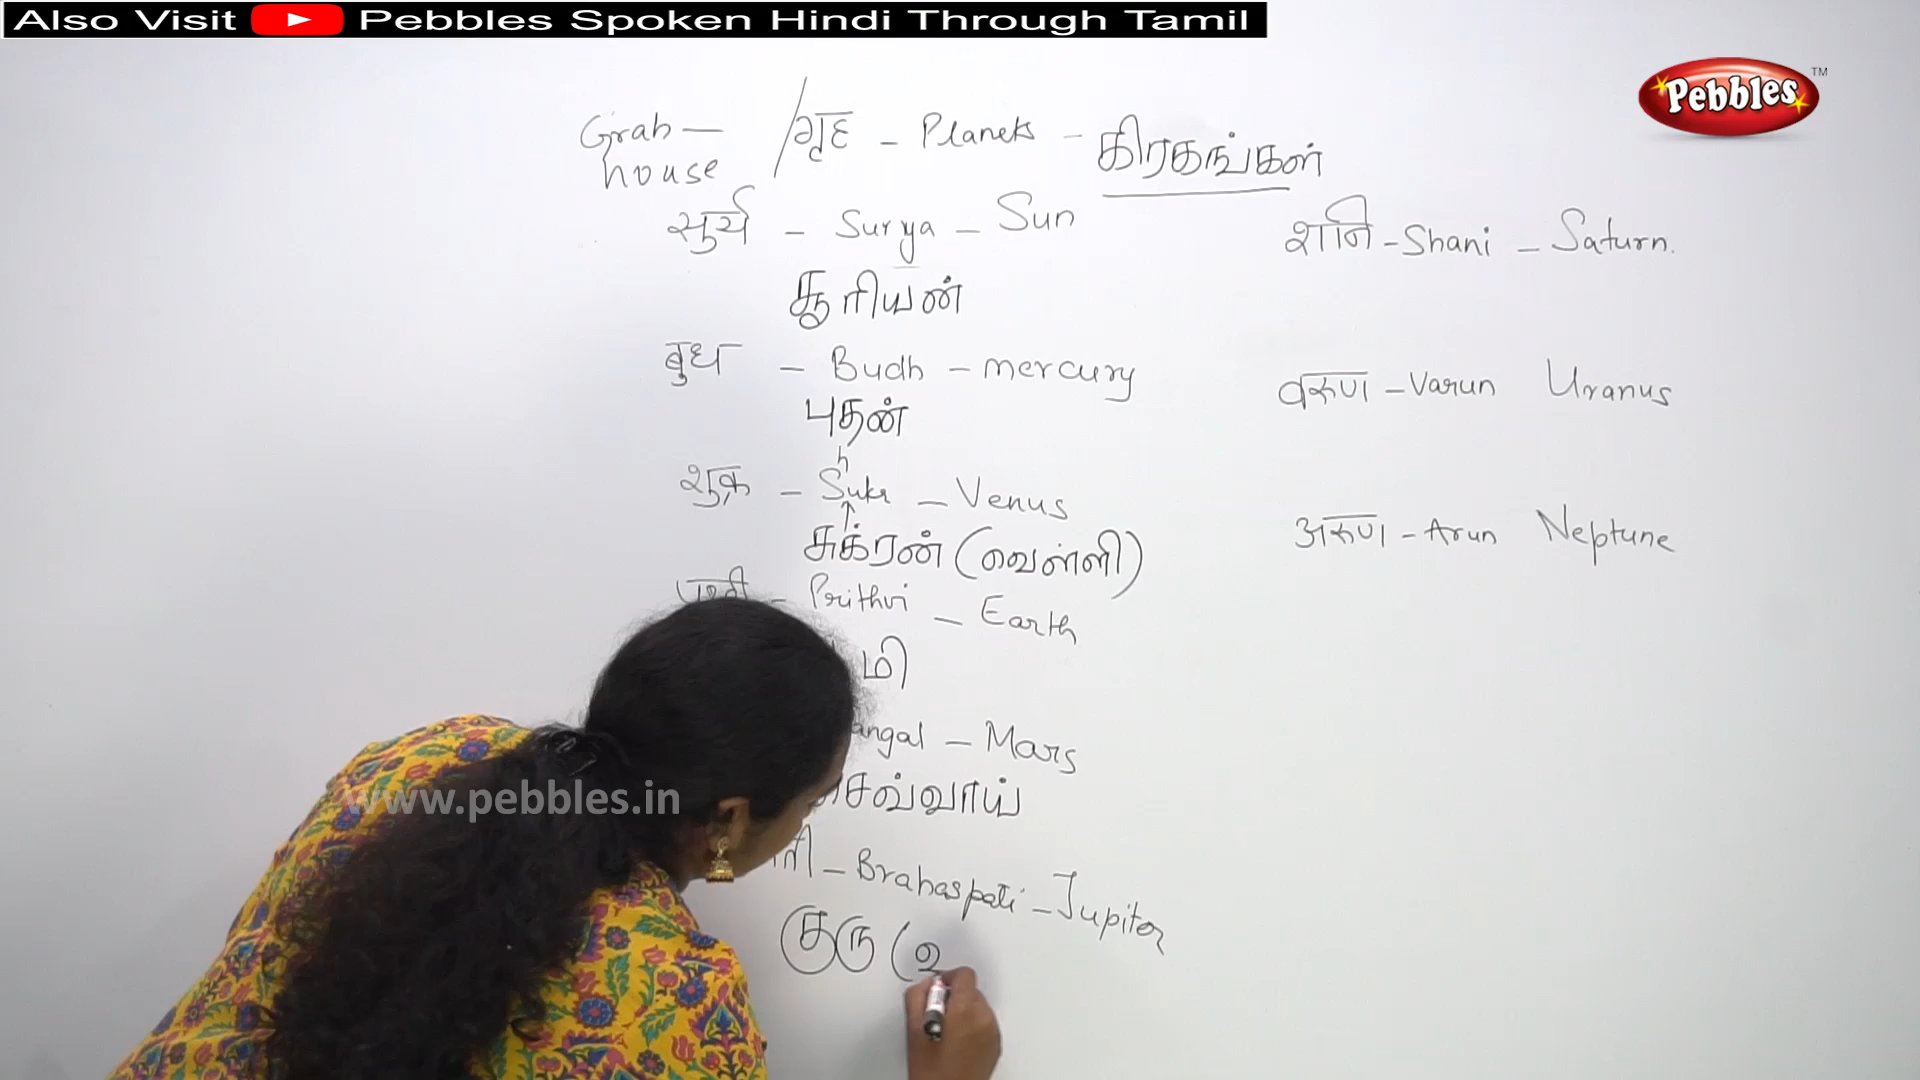 Also Visit Pebbles Spoken Hindi Through Tamil
Pebbles TM
Grah — / गृह - Planets - கிரகங்கள்
house
सुर्य - Surya - Sun
சூரியன்
बुध - Budh - mercury
புதன்
h
शुक्र - Sukr - Venus
சுக்ரன் (வெள்ளி)
Prithvi - Earth
மி
angal - Mars
செவ்வாய்
ती - Brahaspati - Jupiter
குரு (வ
शनि - Shani - Saturn.
वरुण - Varun Uranus
अरुण - Arun Neptune
www.pebbles.in